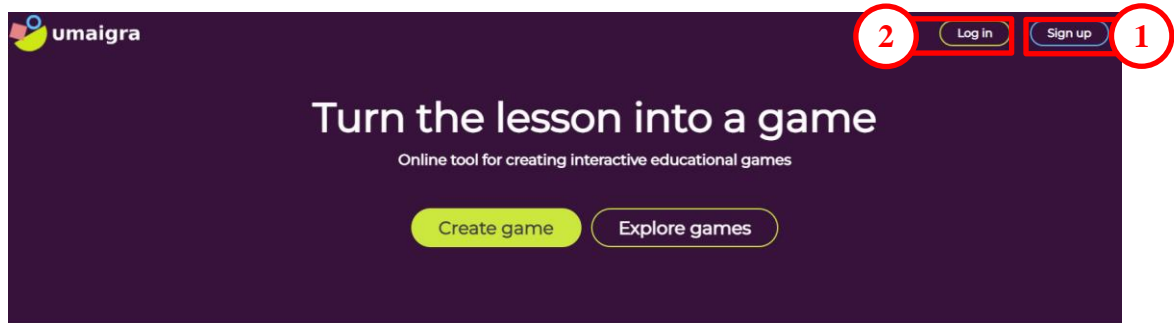 umaigra
2
Log in
Sign up
1
Turn the lesson into a game
Online tool for creating interactive educational games
Create game
Explore games